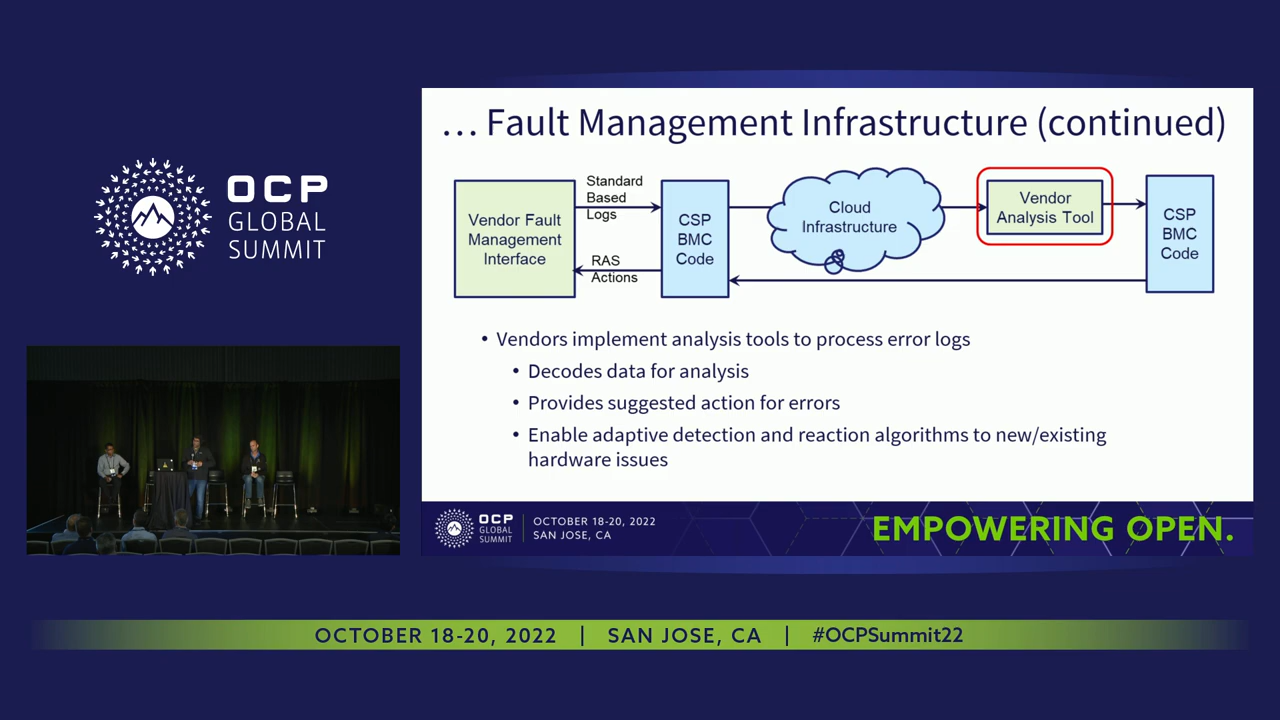 OCP
GLOBAL
SUMMIT
… Fault Management Infrastructure (continued)
Vendor Fault
Management
Interface
Standard
Based
Logs
RAS
Actions
CSP
BMC
Code
Cloud
Infrastructure
Vendor
Analysis Tool
CSP
BMC
Code
• Vendors implement analysis tools to process error logs
• Decodes data for analysis
• Provides suggested action for errors
• Enable adaptive detection and reaction algorithms to new/existing
hardware issues
OCP
GLOBAL
SUMMIT
OCTOBER 18-20, 2022
SAN JOSE, CA
EMPOWERING OPEN.
OCTOBER 18-20, 2022 | SAN JOSE, CA | #OCPSummit22